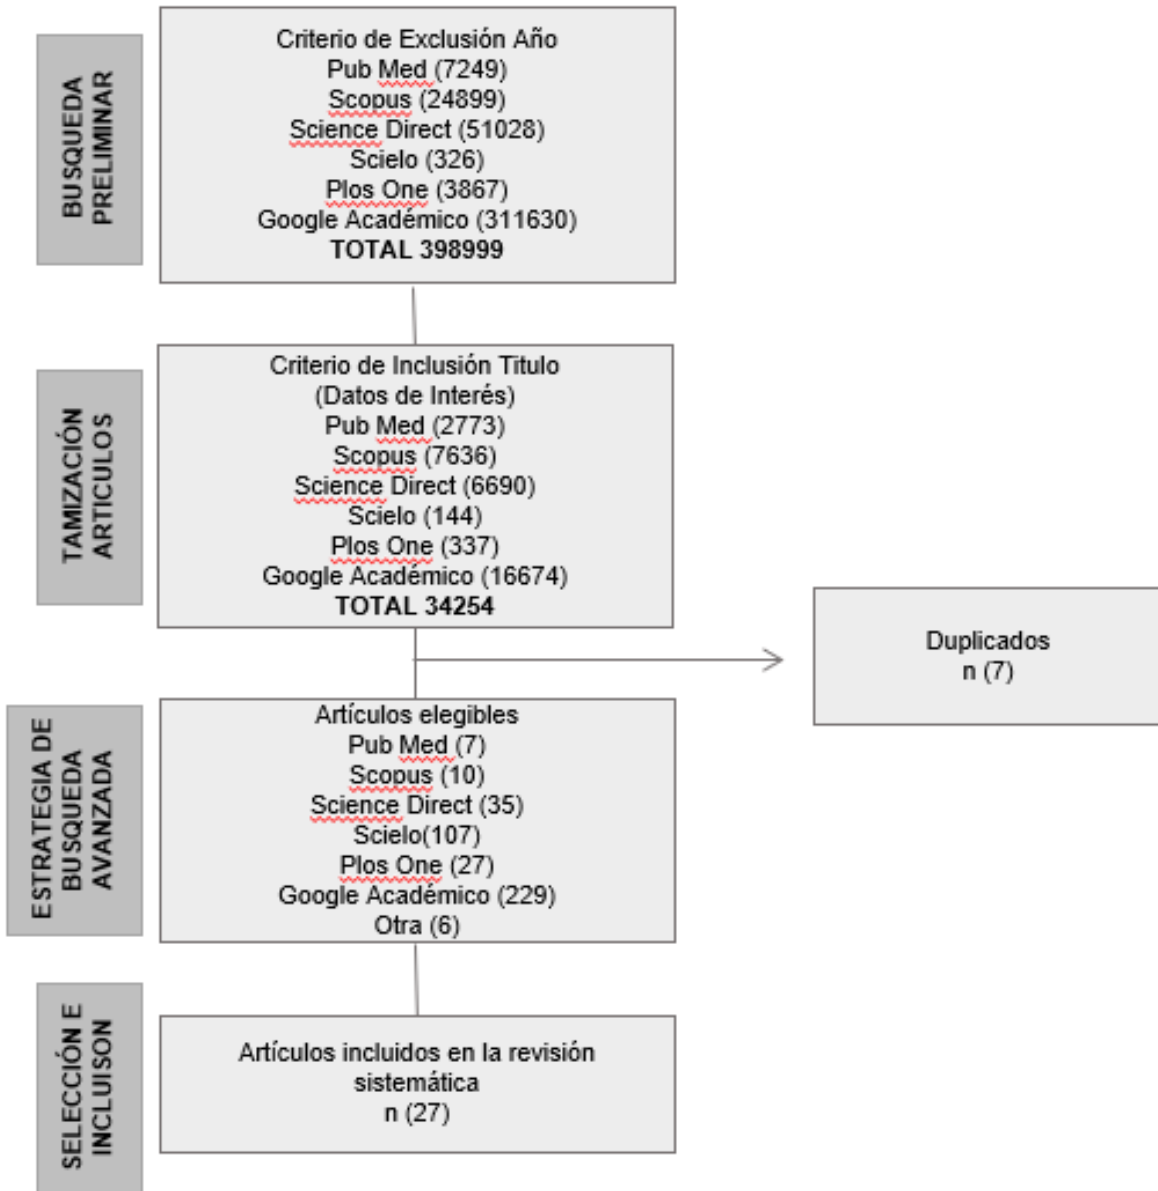 BUSQUEDA
PRELIMINAR
Criterio de Exclusión Año
Pub Med (7249)
Scopus (24899)
Science Direct (51028)
Scielo (326)
Plos One (3867)
Google Académico (311630)
TOTAL 398999
TAMIZACIÓN
ARTICULOS
Criterio de Inclusión Titulo
(Datos de Interés)
Pub Med (2773)
Scopus (7636)
Science Direct (6690)
Scielo (144)
Plos One (337)
Google Académico (16674)
TOTAL 34254
Duplicados
n (7)
ESTRATEGIA DE
BUSQUEDA
AVANZADA
Artículos elegibles
Pub Med (7)
Scopus (10)
Science Direct (35)
Scielo(107)
Plos One (27)
Google Académico (229)
Otra (6)
SELECCIÓN E
INCLUISON
Artículos incluidos en la revisión
sistemática
n (27)